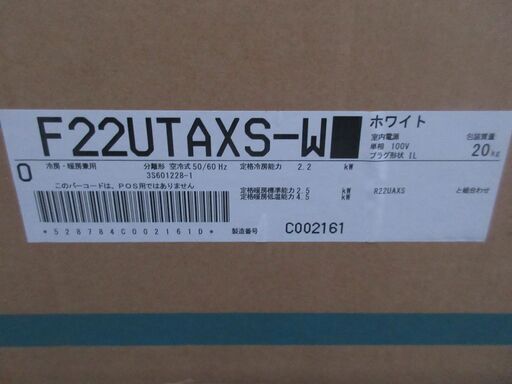 F22UTAXS-W■
ホワイト
室内電源
単相 100V
プラグ形状 IL
包装質量
20kg
0
冷房・暖房兼用 分離形 空冷式 50/60Hz 定格冷房能力 2.2 kW
3S601228-1
このバーコードは、POS用ではありません
定格暖房標準能力 2.5 kW
定格暖房低温能力 4.5 kW
R22UAXS と組合わせ
*528784C002161D*
製造番号 C002161